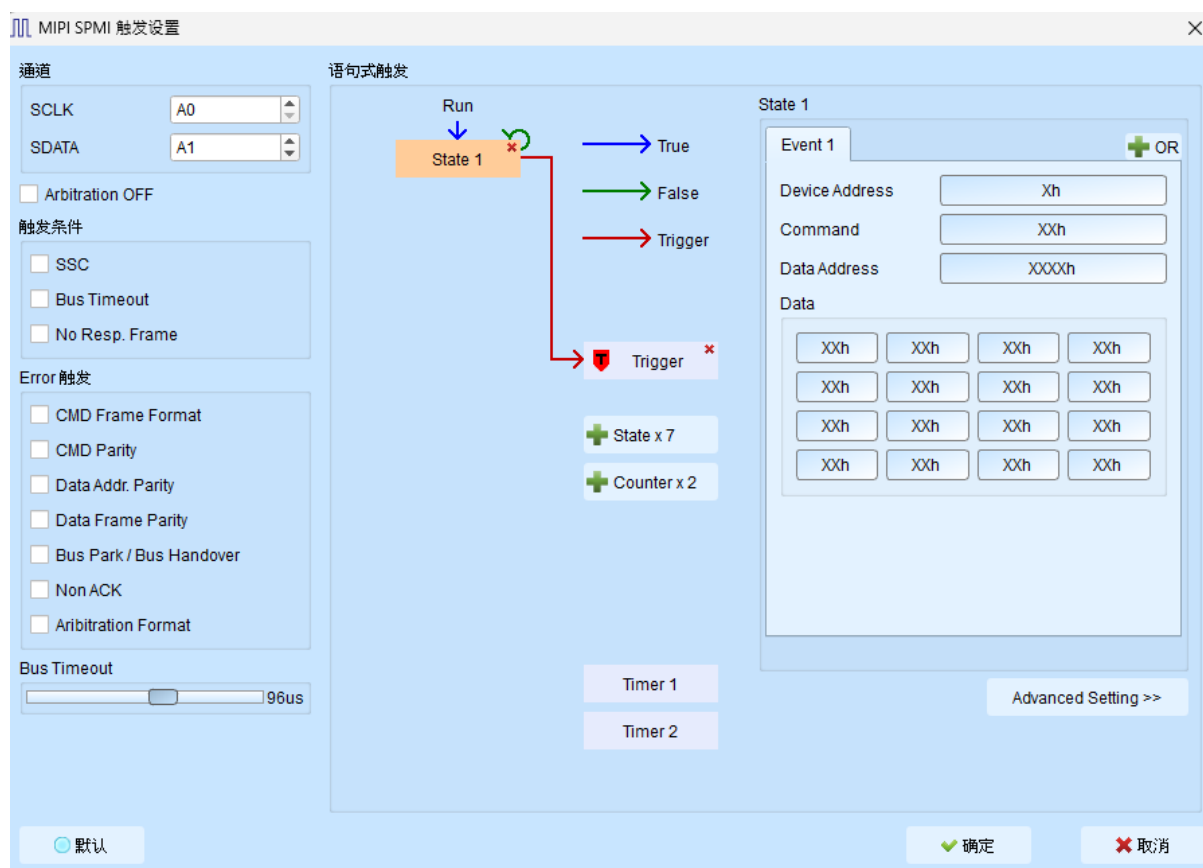 MIPI SPMI 触发设置
通道
SCLK A0
SDATA A1
Arbitration OFF
触发条件
SSC
Bus Timeout
No Resp. Frame
Error 触发
CMD Frame Format
CMD Parity
Data Addr. Parity
Data Frame Parity
Bus Park / Bus Handover
Non ACK
Aribitration Format
Bus Timeout
96us
语句式触发
Run
State 1
True
False
Trigger
T Trigger
State x 7
Counter x 2
Timer 1
Timer 2
State 1
Event 1 OR
Device Address Xh
Command XXh
Data Address XXXXh
Data
XXh XXh XXh XXh
XXh XXh XXh XXh
XXh XXh XXh XXh
XXh XXh XXh XXh
Advanced Setting >>
默认 确定 取消